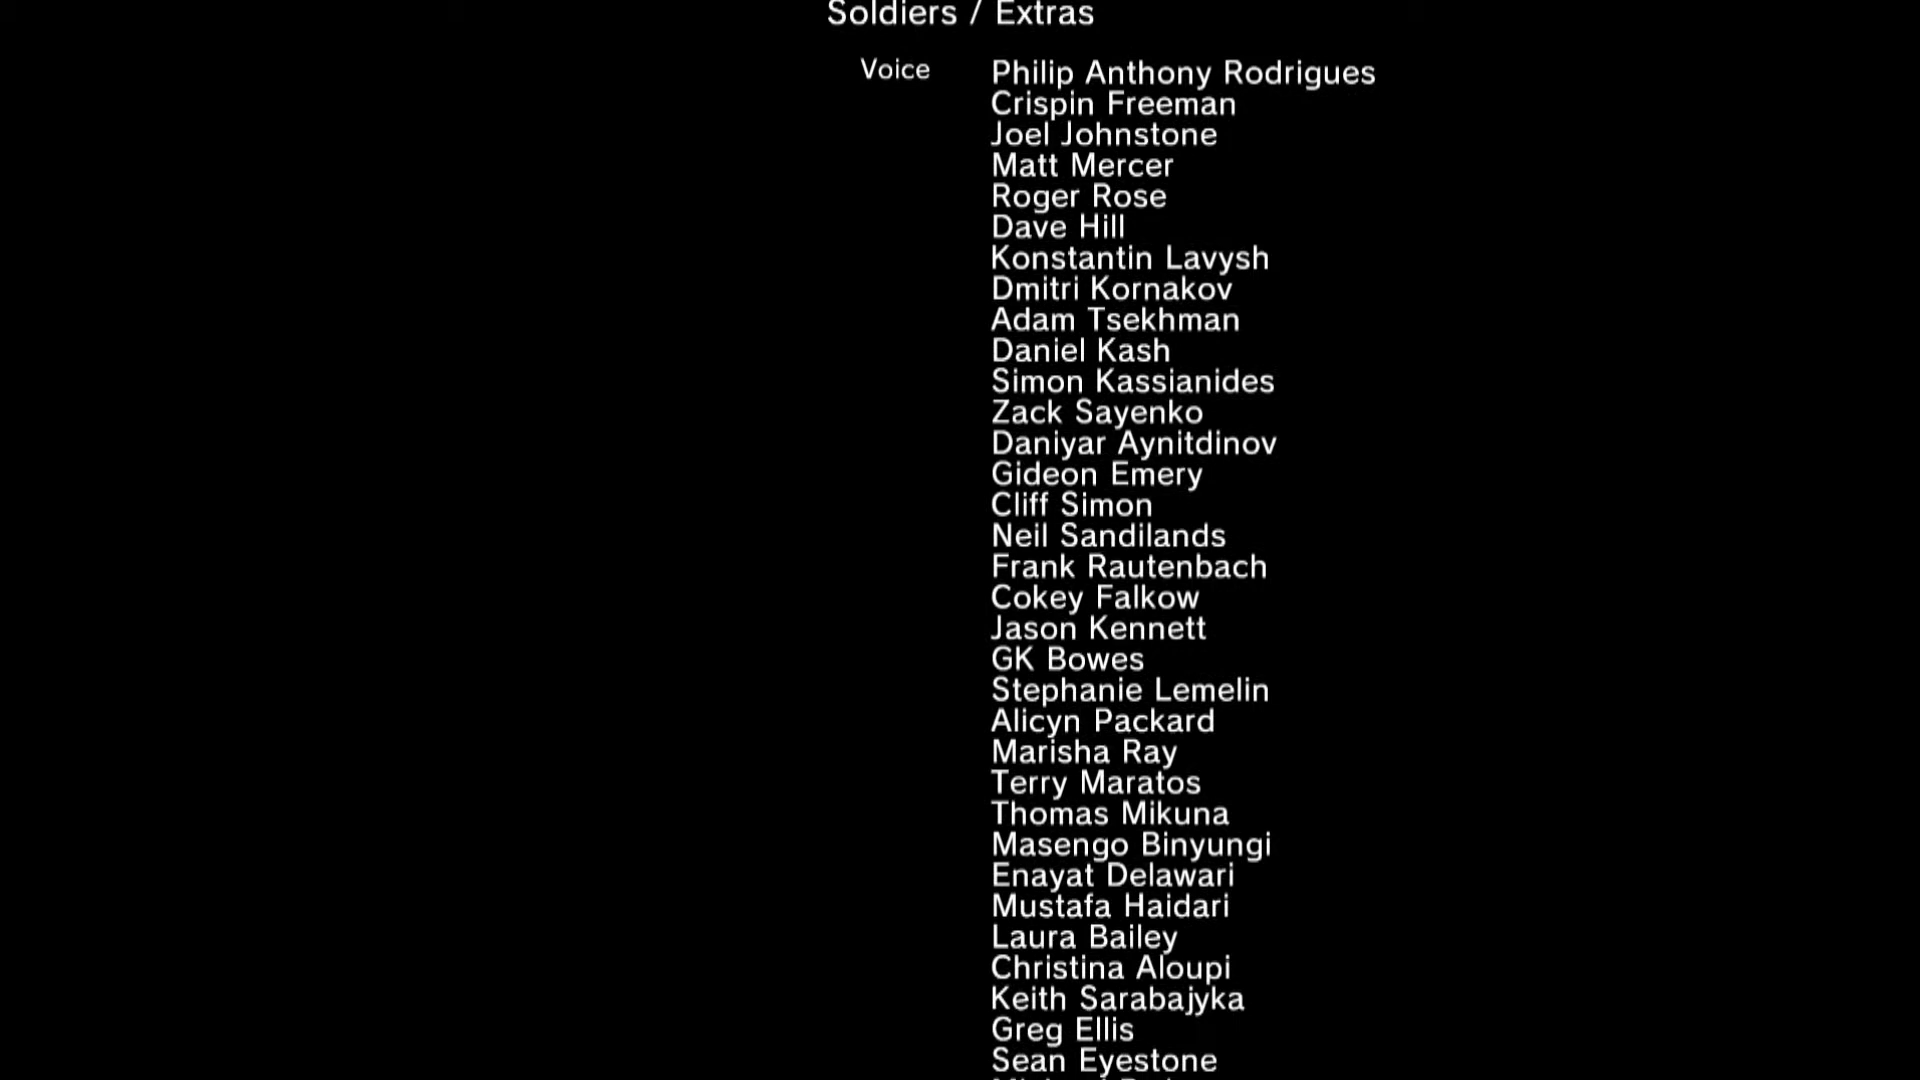 Soldiers / Extras
Voice Philip Anthony Rodrigues
Crispin Freeman
Joel Johnstone
Matt Mercer
Roger Rose
Dave Hill
Konstantin Lavysh
Dmitri Kornakov
Adam Tsekhman
Daniel Kash
Simon Kassianides
Zack Sayenko
Daniyar Aynitdinov
Gideon Emery
Cliff Simon
Neil Sandilands
Frank Rautenbach
Cokey Falkow
Jason Kennett
GK Bowes
Stephanie Lemelin
Alicyn Packard
Marisha Ray
Terry Maratos
Thomas Mikuna
Masengo Binyungi
Enayat Delawari
Mustafa Haidari
Laura Bailey
Christina Aloupi
Keith Sarabajyka
Greg Ellis
Sean Eyestone